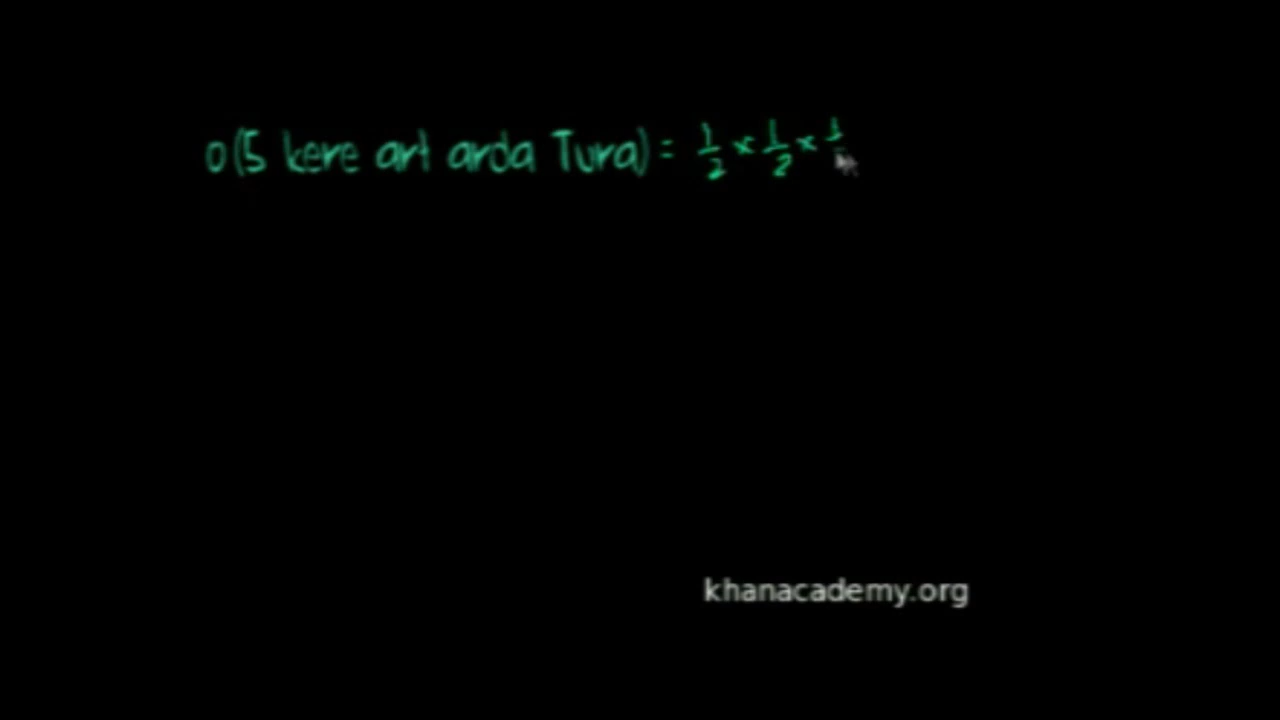 o(5 kere art arda Tura) = 1/2 x 1/2 x 1
khanacademy.org